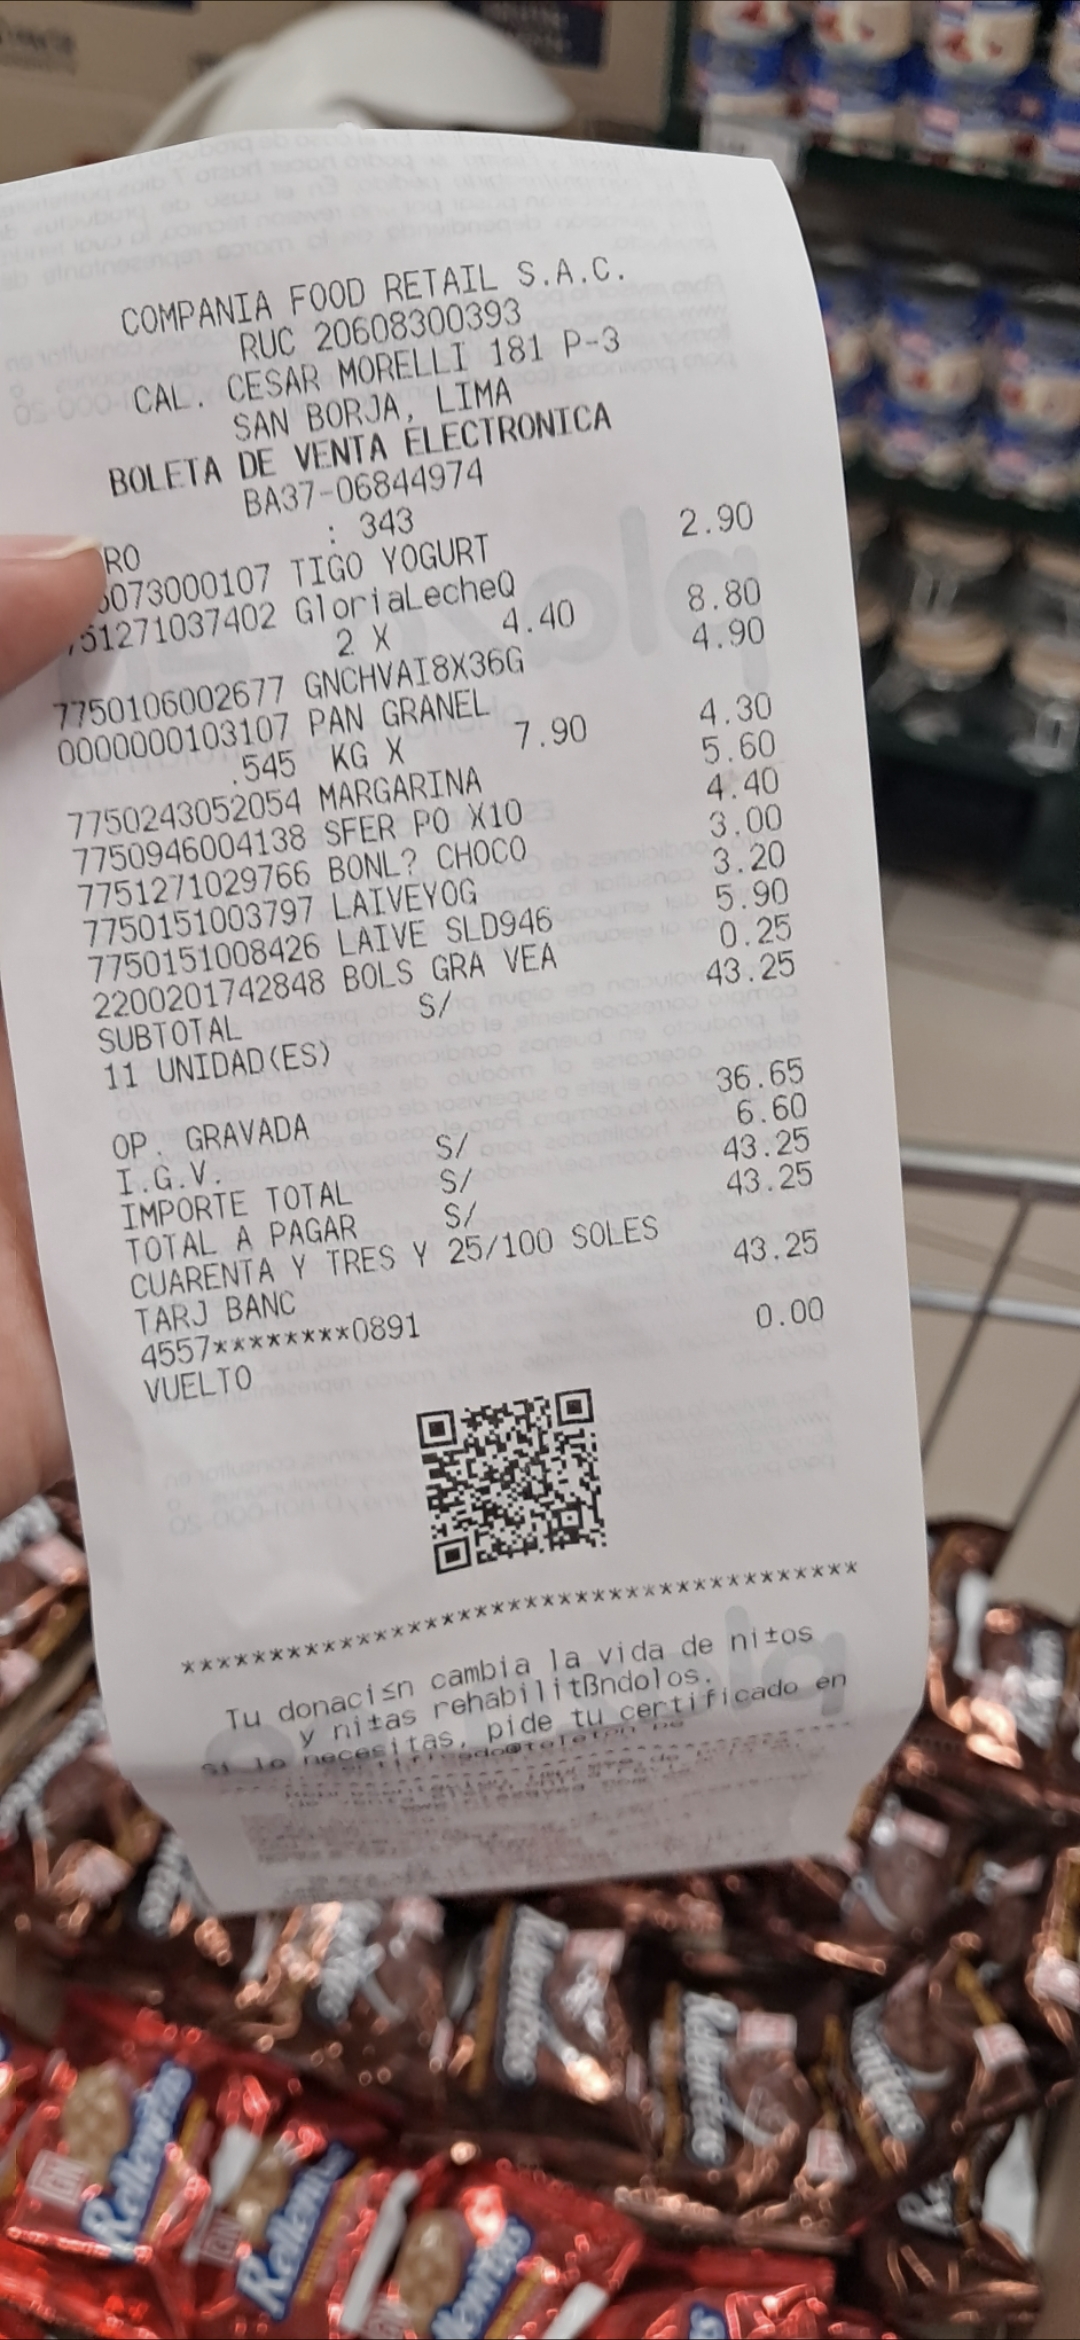 COMPANIA FOOD RETAIL S.A.C.
RUC 20608300393
CAL. CESAR MORELLI 181 P-3
SAN BORJA, LIMA
BOLETA DE VENTA ELECTRONICA
BA37-06844974
RO : 343
073000107 TIGO YOGURT 2.90
51271037402 GloriaLecheQ
2 X 4.40 8.80
7750106002677 GNCHVAI8X36G 4.90
0000000103107 PAN GRANEL
.545 KG X 7.90 4.30
7750243052054 MARGARINA 5.60
7750946004138 SFER PO X10 4.40
7751271029766 BONL? CHOCO 3.00
7750151003797 LAIVEYOG 3.20
7750151008426 LAIVE SLD946 5.90
2200201742848 BOLS GRA VEA 0.25
SUBTOTAL S/ 43.25
11 UNIDAD(ES)
OP. GRAVADA S/ 36.65
I.G.V. S/ 6.60
IMPORTE TOTAL S/ 43.25
TOTAL A PAGAR 43.25
CUARENTA Y TRES Y 25/100 SOLES
TARJ BANC 43.25
4557********0891
VUELTO 0.00
****************************************
Tu donaci≤n cambia la vida de ni±os
y ni±as rehabilitßndolos.
Si lo necesitas, pide tu certificado en
Rellenitas
Rellenitas
Rellenitas